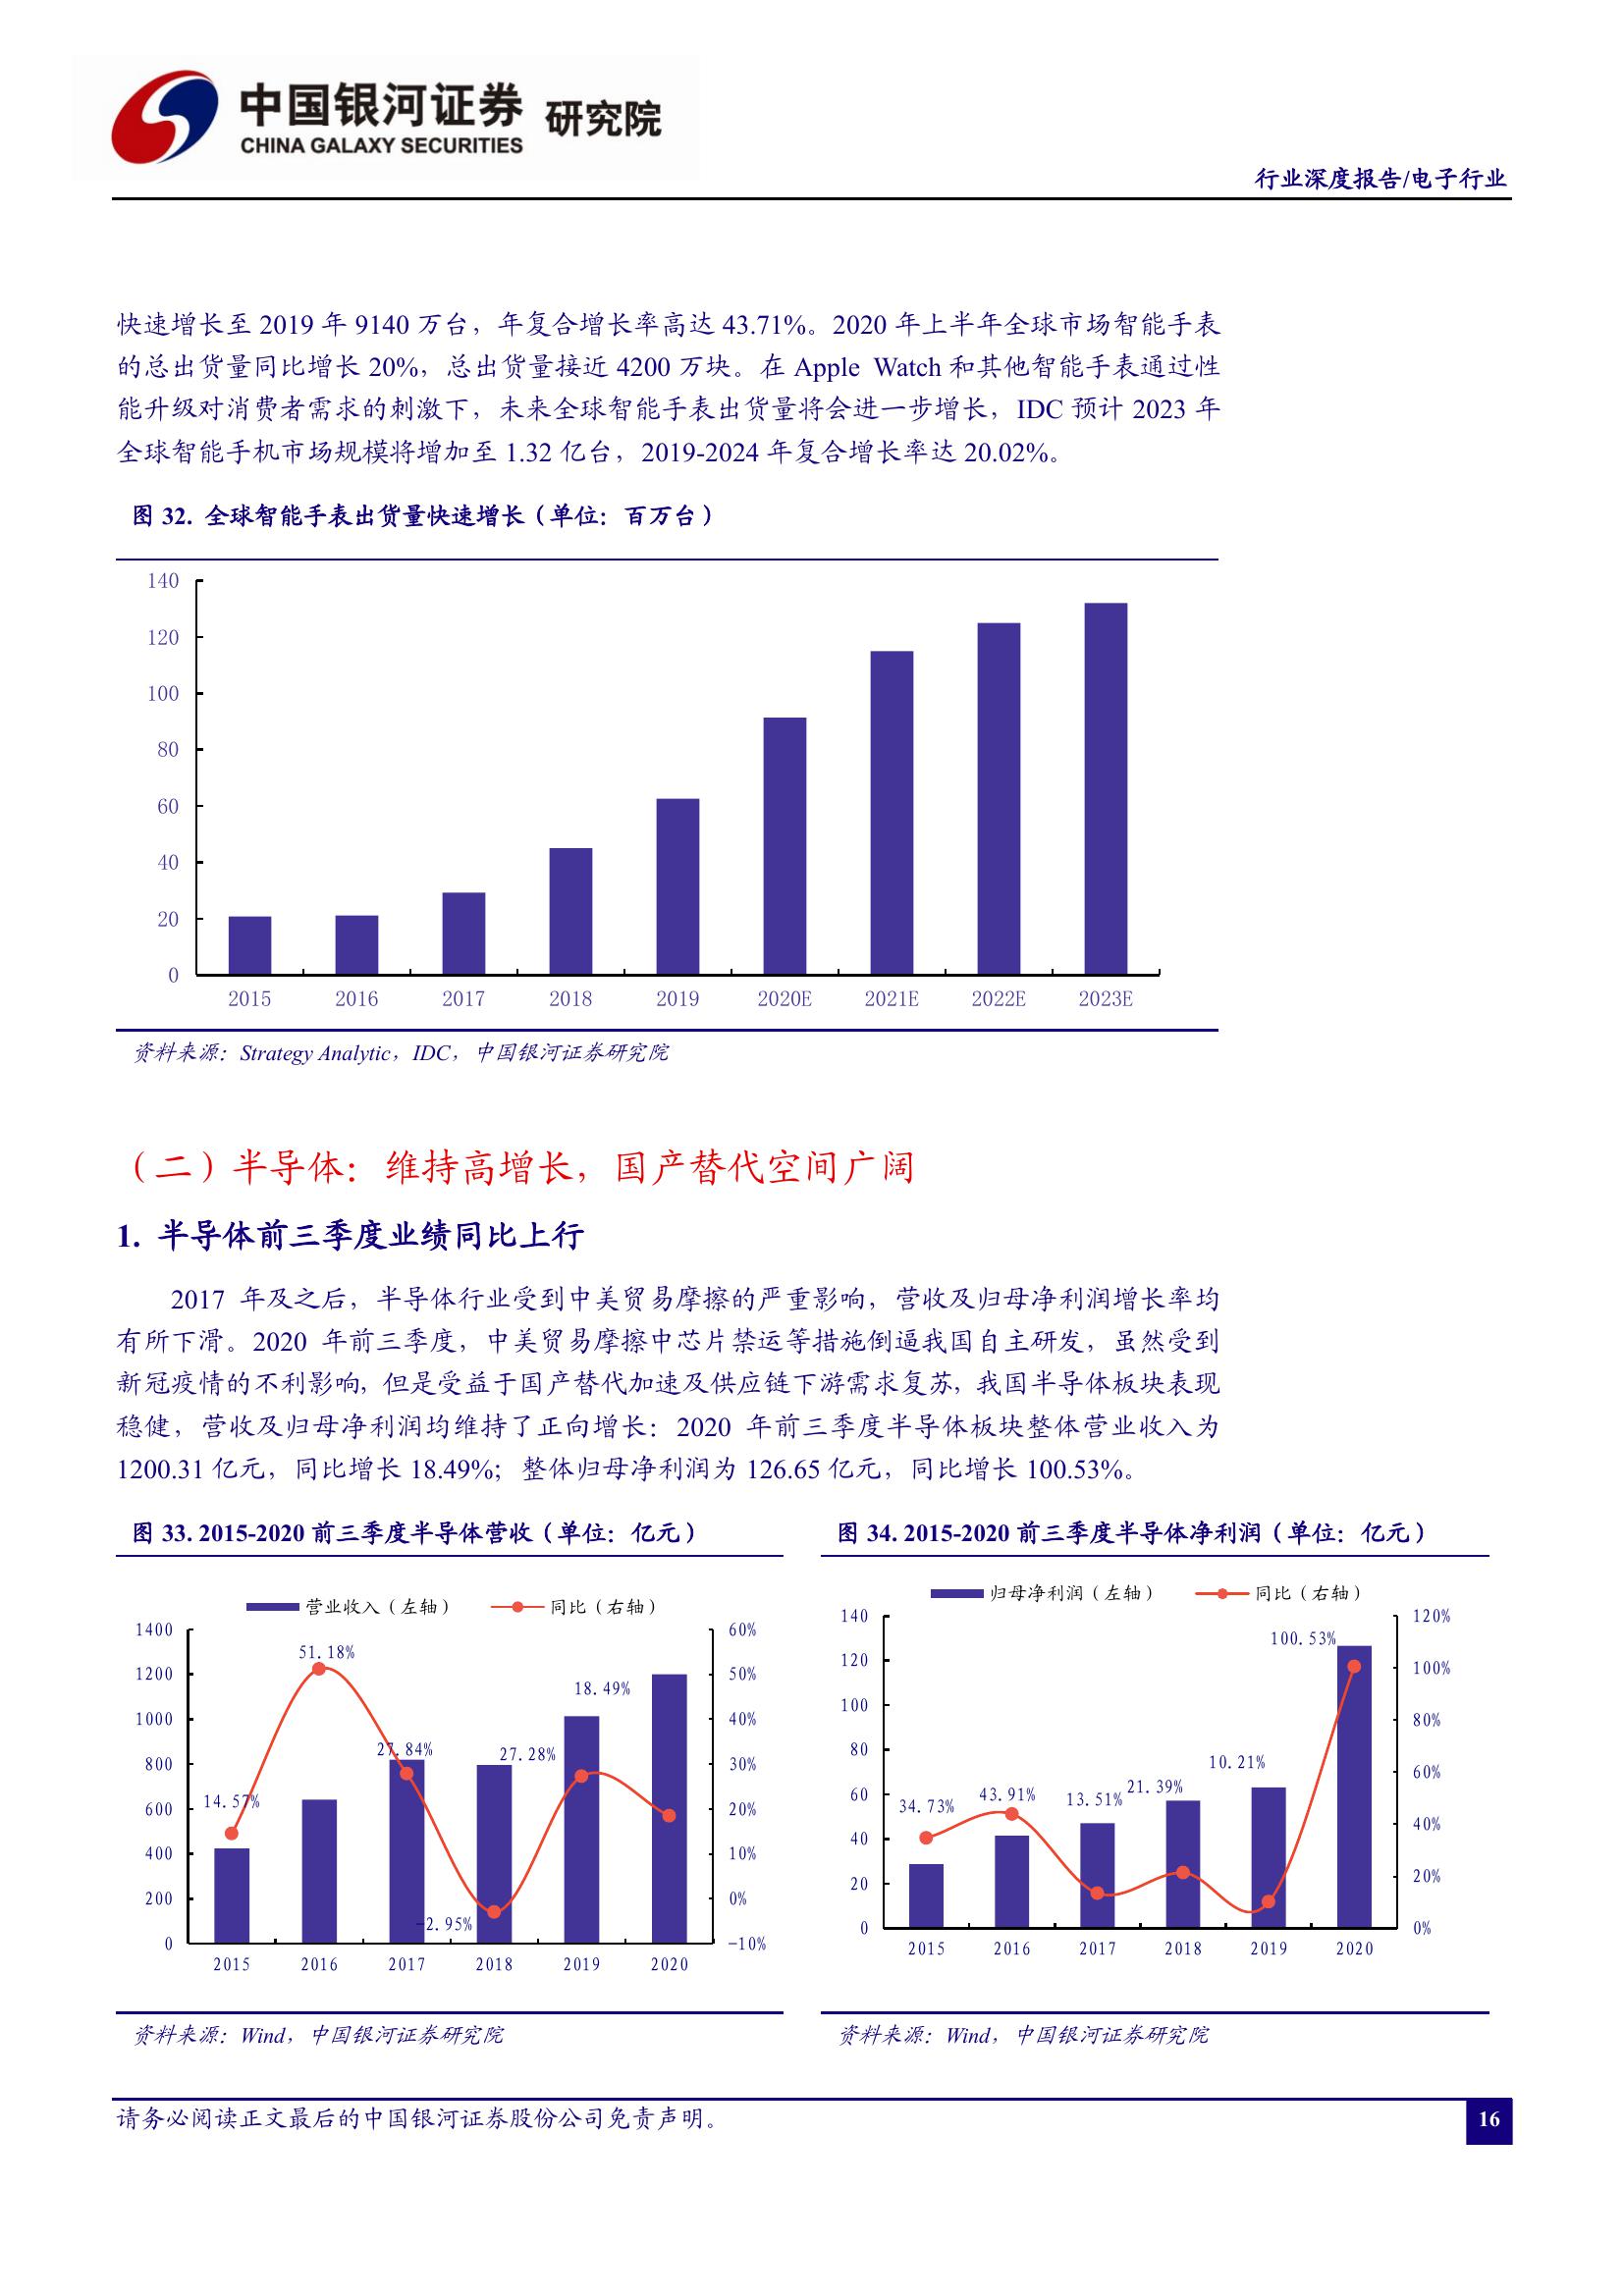 中国银河证券 研究院
CHINA GALAXY SECURITIES
行业深度报告/电子行业
快速增长至 2019 年 9140 万台，年复合增长率高达 43.71%。2020 年上半年全球市场智能手表
的总出货量同比增长 20%，总出货量接近 4200 万块。在 Apple Watch 和其他智能手表通过性
能升级对消费者需求的刺激下，未来全球智能手表出货量将会进一步增长，IDC 预计 2023 年
全球智能手机市场规模将增加至 1.32 亿台，2019-2024 年复合增长率达 20.02%。
图 32. 全球智能手表出货量快速增长（单位：百万台）
140
120
100
80
60
40
20
0
2015 2016 2017 2018 2019 2020E 2021E 2022E 2023E
资料来源：Strategy Analytic，IDC，中国银河证券研究院
（二）半导体：维持高增长，国产替代空间广阔
1. 半导体前三季度业绩同比上行
2017 年及之后，半导体行业受到中美贸易摩擦的严重影响，营收及归母净利润增长率均
有所下滑。2020 年前三季度，中美贸易摩擦中芯片禁运等措施倒逼我国自主研发，虽然受到
新冠疫情的不利影响，但是受益于国产替代加速及供应链下游需求复苏，我国半导体板块表现
稳健，营收及归母净利润均维持了正向增长：2020 年前三季度半导体板块整体营业收入为
1200.31 亿元，同比增长 18.49%；整体归母净利润为 126.65 亿元，同比增长 100.53%。
图 33. 2015-2020 前三季度半导体营收（单位：亿元）
营业收入（左轴） 同比（右轴）
1400
1200
1000
800
600
400
200
0
60%
50%
40%
30%
20%
10%
0%
-10%
14.57%
51.18%
27.84%
-2.95%
27.28%
18.49%
2015 2016 2017 2018 2019 2020
资料来源：Wind，中国银河证券研究院
图 34. 2015-2020 前三季度半导体净利润（单位：亿元）
归母净利润（左轴） 同比（右轴）
140
120
100
80
60
40
20
0
120%
100%
80%
60%
40%
20%
0%
34.73%
43.91%
13.51%
21.39%
10.21%
100.53%
2015 2016 2017 2018 2019 2020
资料来源：Wind，中国银河证券研究院
请务必阅读正文最后的中国银河证券股份公司免责声明。
16